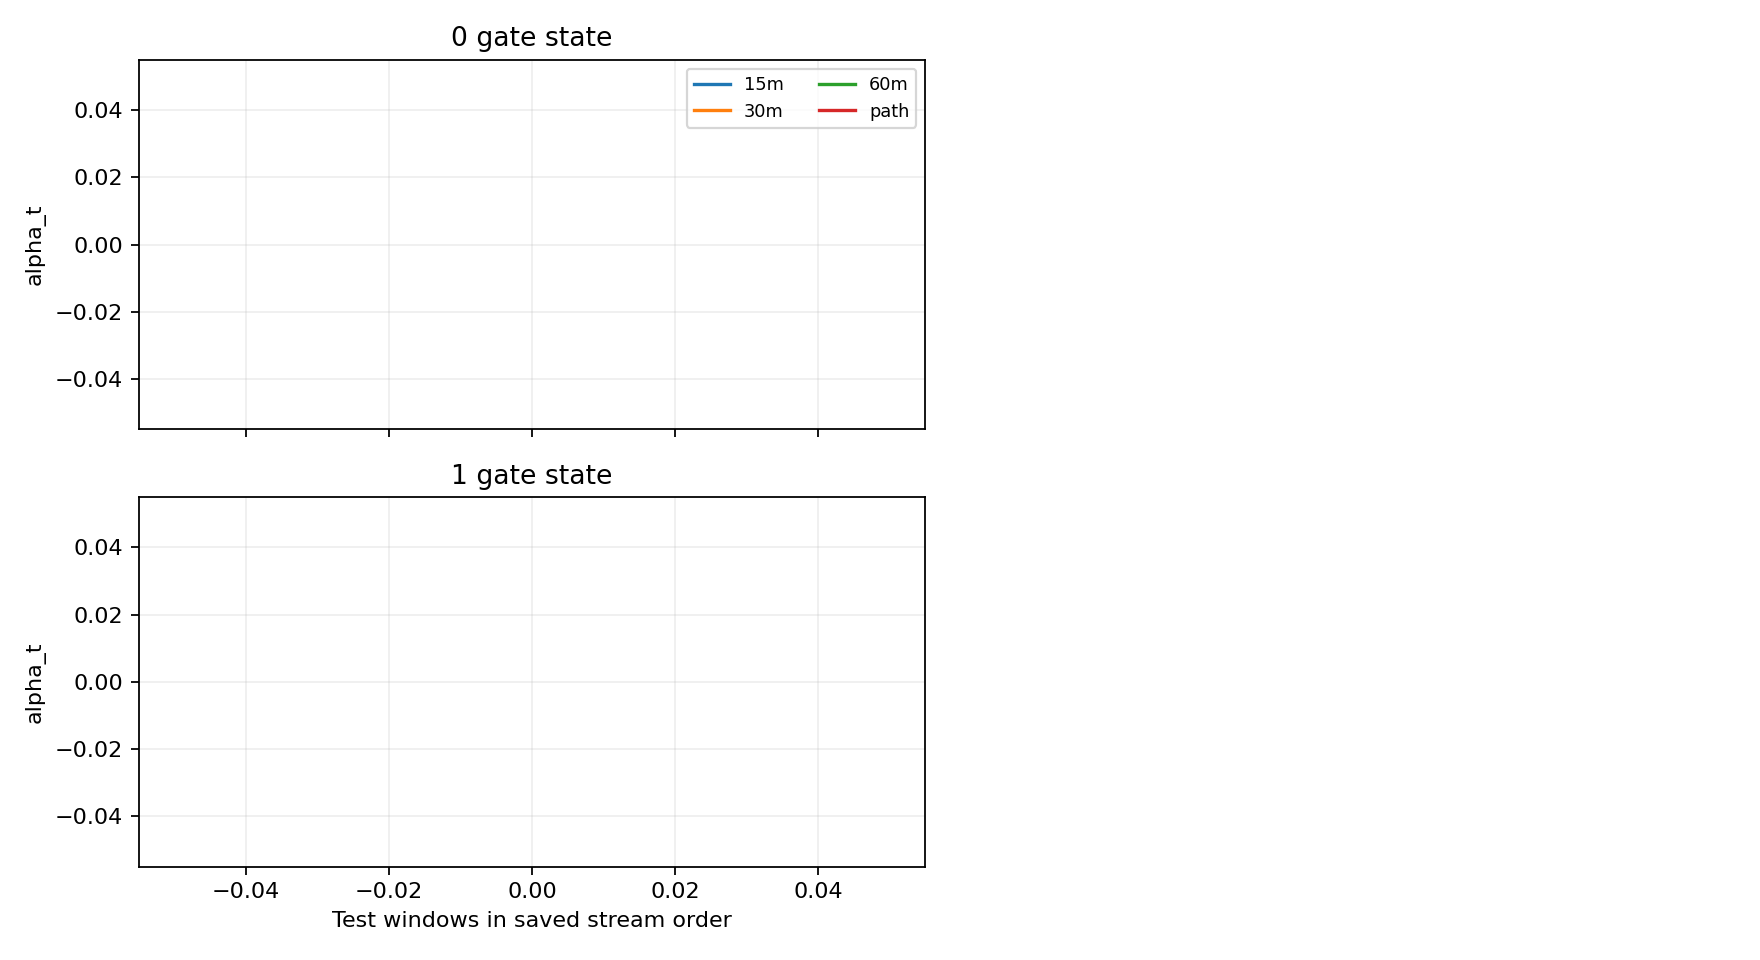 0 gate state
15m 60m
30m path
0.04
0.02
0.00
−0.02
−0.04
alpha_t
1 gate state
0.04
0.02
0.00
−0.02
−0.04
alpha_t
−0.04 −0.02 0.00 0.02 0.04
Test windows in saved stream order